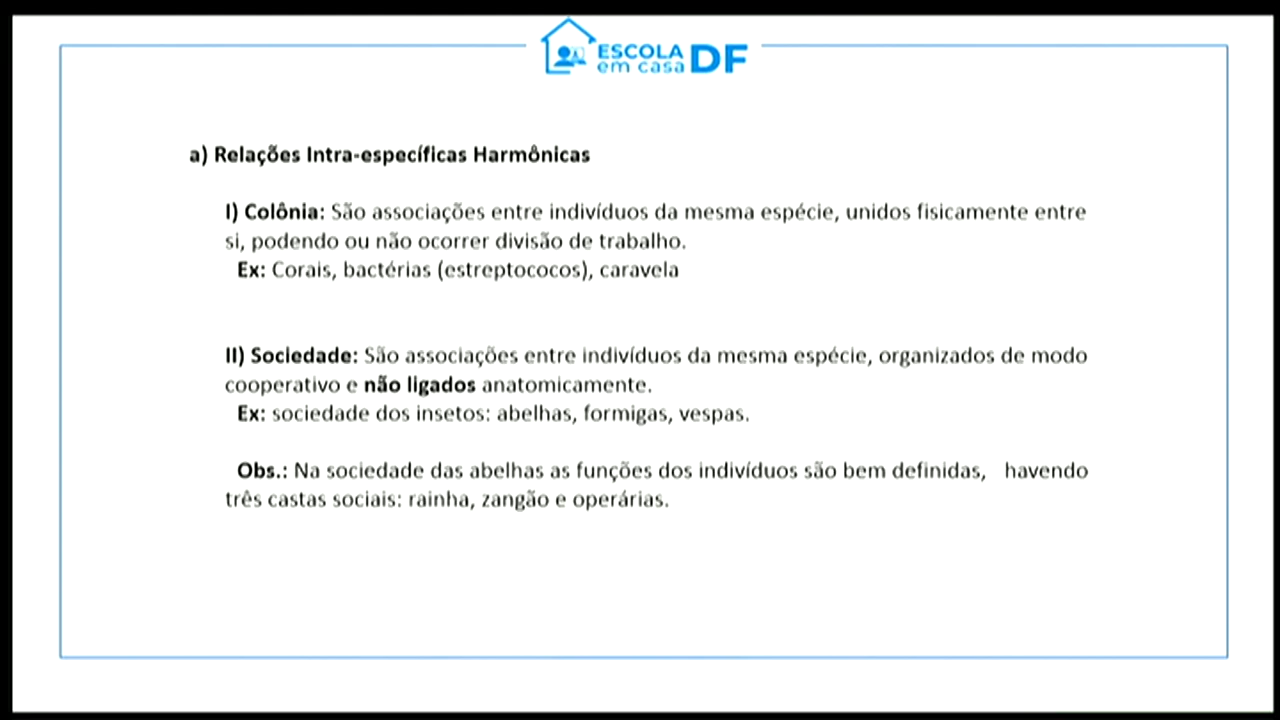 ESCOLA
em casa DF
a) Relações Intra-específicas Harmônicas
I) Colônia: São associações entre indivíduos da mesma espécie, unidos fisicamente entre
si, podendo ou não ocorrer divisão de trabalho.
Ex: Corais, bactérias (estreptococos), caravela
II) Sociedade: São associações entre indivíduos da mesma espécie, organizados de modo
cooperativo e não ligados anatomicamente.
Ex: sociedade dos insetos: abelhas, formigas, vespas.
Obs.: Na sociedade das abelhas as funções dos indivíduos são bem definidas, havendo
três castas sociais: rainha, zangão e operárias.